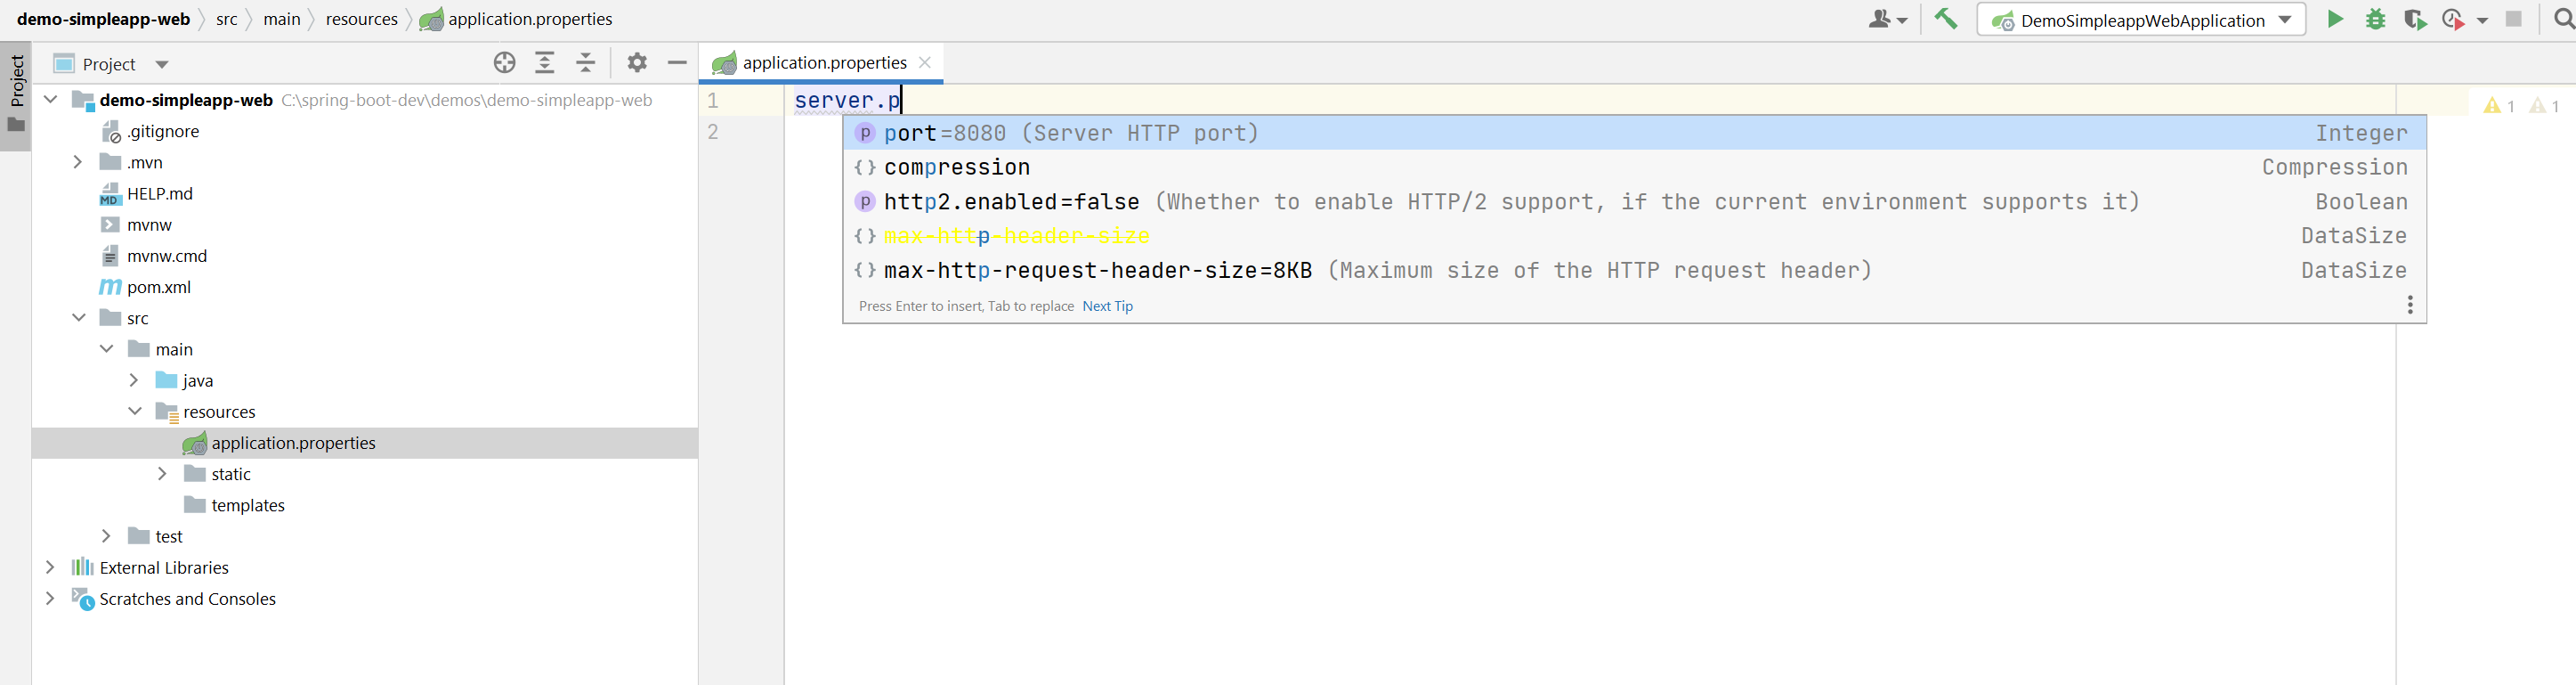 demo-simpleapp-web src main resources application.properties
DemoSimpleappWebApplication
Project
Project
application.properties
demo-simpleapp-web C:\spring-boot-dev\demos\demo-simpleapp-web
.gitignore
.mvn
MD HELP.md
mvnw
mvnw.cmd
m pom.xml
src
main
java
resources
application.properties
static
templates
test
External Libraries
Scratches and Consoles
1 server.p
2
1 1
p port=8080 (Server HTTP port) Integer
{} compression Compression
p http2.enabled=false (Whether to enable HTTP/2 support, if the current environment supports it) Boolean
{} max-http-header-size DataSize
{} max-http-request-header-size=8KB (Maximum size of the HTTP request header) DataSize
Press Enter to insert, Tab to replace Next Tip